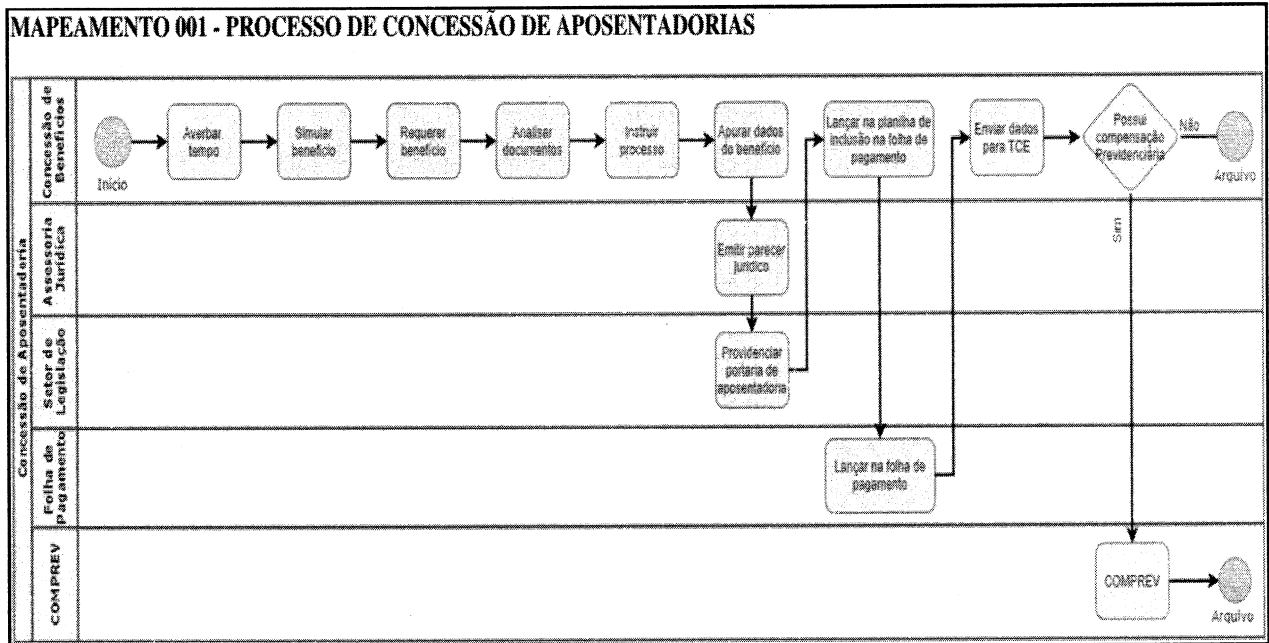 MAPEAMENTO 001 - PROCESSO DE CONCESSÃO DE APOSENTADORIAS
Concessão de Aposentadoria
Concessão de
Benefícios
Início
Averbar
tempo
Simular
benefício
Requerer
benefício
Analisar
documentos
Instruir
processo
Apurar dados
do benefício
Lançar na planilha de
inclusão na folha de
pagamento
Enviar dados
para TCE
Possui
compensação
Previdenciária
Não
Arquivo
Sim
Assessoria
Jurídica
Emitir parecer
jurídico
Setor de
Legislação
Providenciar
portaria de
aposentadoria
Folha de
Pagamento
Lançar na folha de
pagamento
COMPREV
COMPREV
Arquivo